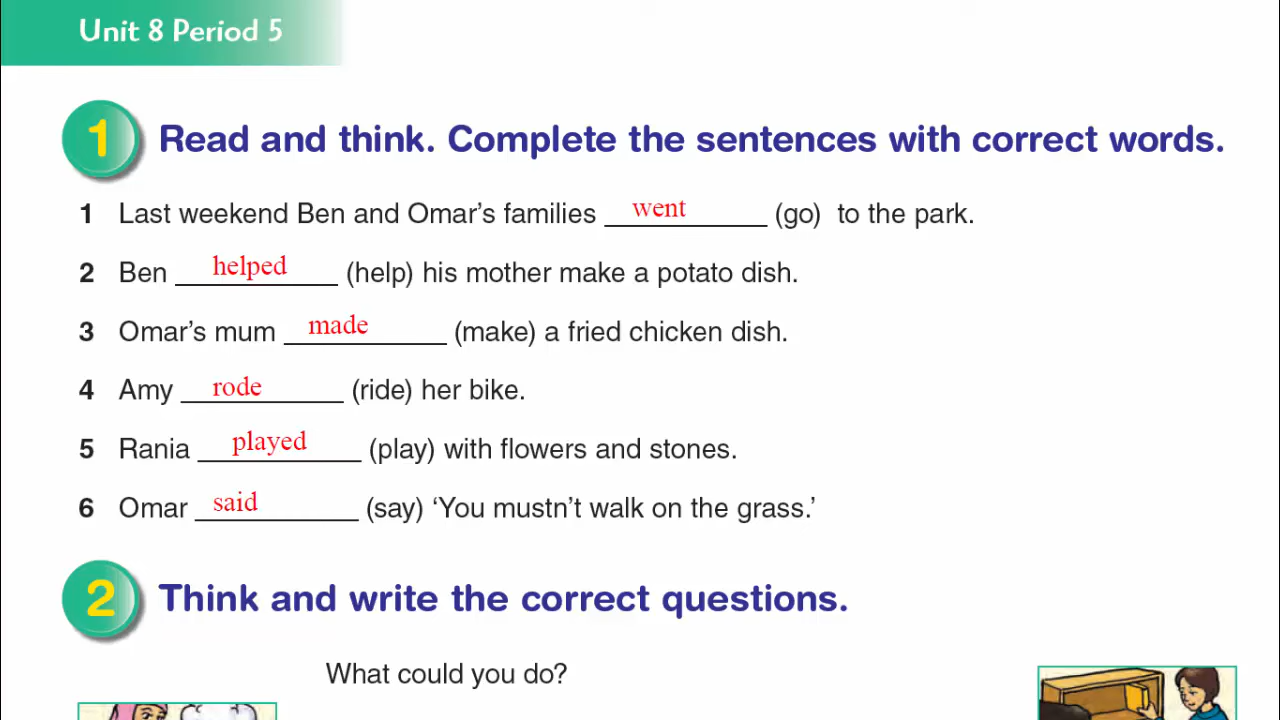 Unit 8 Period 5
1 Read and think. Complete the sentences with correct words.
1 Last weekend Ben and Omar’s families went (go) to the park.
2 Ben helped (help) his mother make a potato dish.
3 Omar’s mum made (make) a fried chicken dish.
4 Amy rode (ride) her bike.
5 Rania played (play) with flowers and stones.
6 Omar said (say) ‘You mustn’t walk on the grass.’
2 Think and write the correct questions.
What could you do?